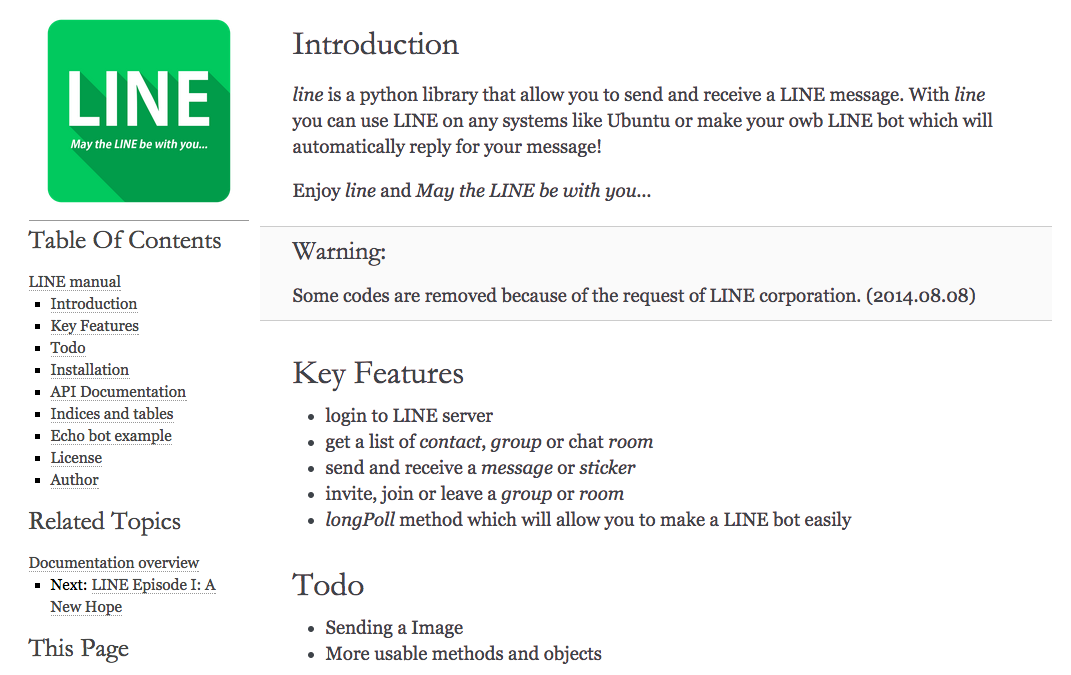 LINE
May the LINE be with you...
Table Of Contents
LINE manual
Introduction
Key Features
Todo
Installation
API Documentation
Indices and tables
Echo bot example
License
Author
Related Topics
Documentation overview
Next: LINE Episode I: A
New Hope
This Page
Introduction
line is a python library that allow you to send and receive a LINE message. With line
you can use LINE on any systems like Ubuntu or make your owb LINE bot which will
automatically reply for your message!
Enjoy line and May the LINE be with you...
Warning:
Some codes are removed because of the request of LINE corporation. (2014.08.08)
Key Features
login to LINE server
get a list of contact, group or chat room
send and receive a message or sticker
invite, join or leave a group or room
longPoll method which will allow you to make a LINE bot easily
Todo
Sending a Image
More usable methods and objects